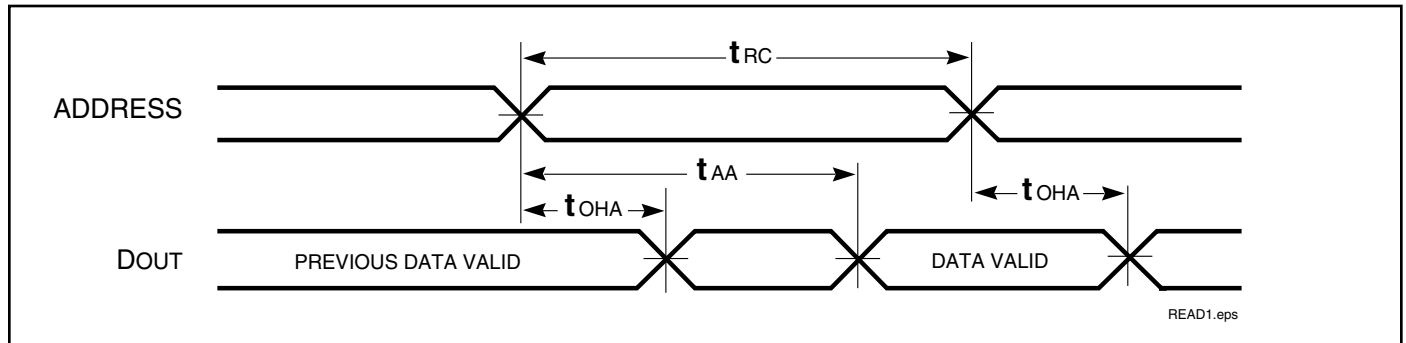 tRC
ADDRESS
tAA
tOHA
tOHA
DOUT
PREVIOUS DATA VALID
DATA VALID
READ1.eps